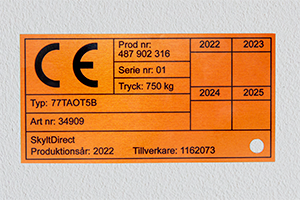 CE
Prod nr:
487 902 316
Serie nr: 01
Tryck: 750 kg
2022 2023
2024 2025
Typ: 77TAOT5B
Art nr: 34909
SkyltDirect
Produktionsår: 2022 Tillverkare: 1162073